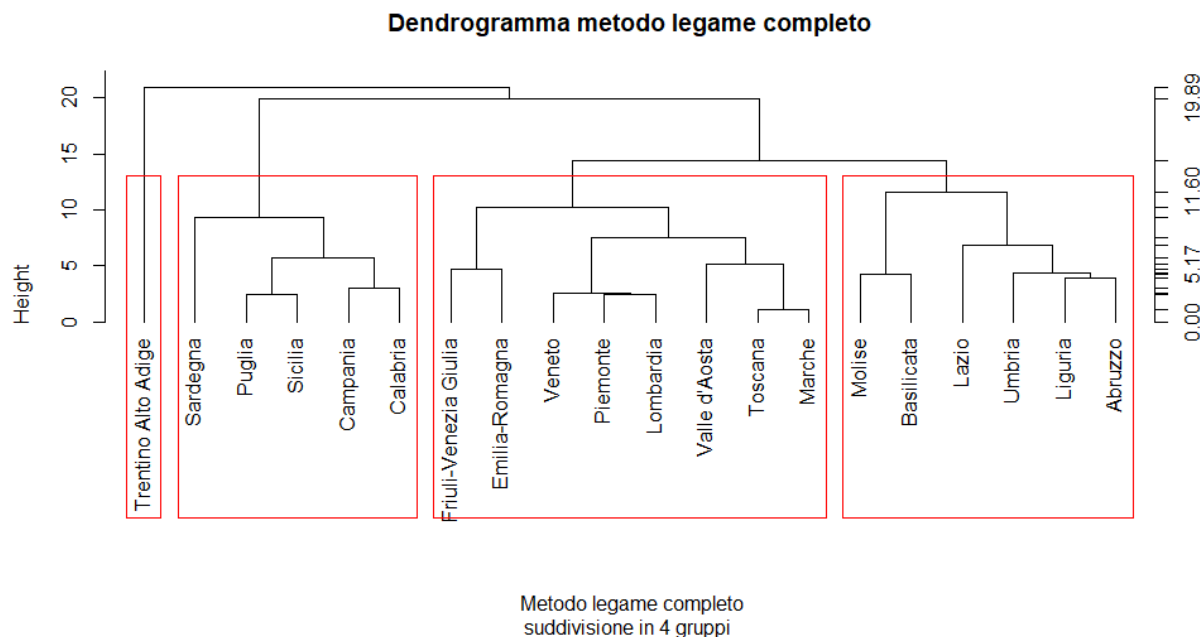 Dendrogramma metodo legame completo
Height
0
5
10
15
20
0.00
5.17
11.60
19.89
Trentino Alto Adige
Sardegna
Puglia
Sicilia
Campania
Calabria
Friuli-Venezia Giulia
Emilia-Romagna
Veneto
Piemonte
Lombardia
Valle d'Aosta
Toscana
Marche
Molise
Basilicata
Lazio
Umbria
Liguria
Abruzzo
Metodo legame completo
suddivisione in 4 gruppi